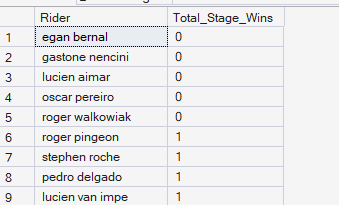 Rider Total_Stage_Wins
1 egan bernal 0
2 gastone nencini 0
3 lucien aimar 0
4 oscar pereiro 0
5 roger walkowiak 0
6 roger pingeon 1
7 stephen roche 1
8 pedro delgado 1
9 lucien van impe 1